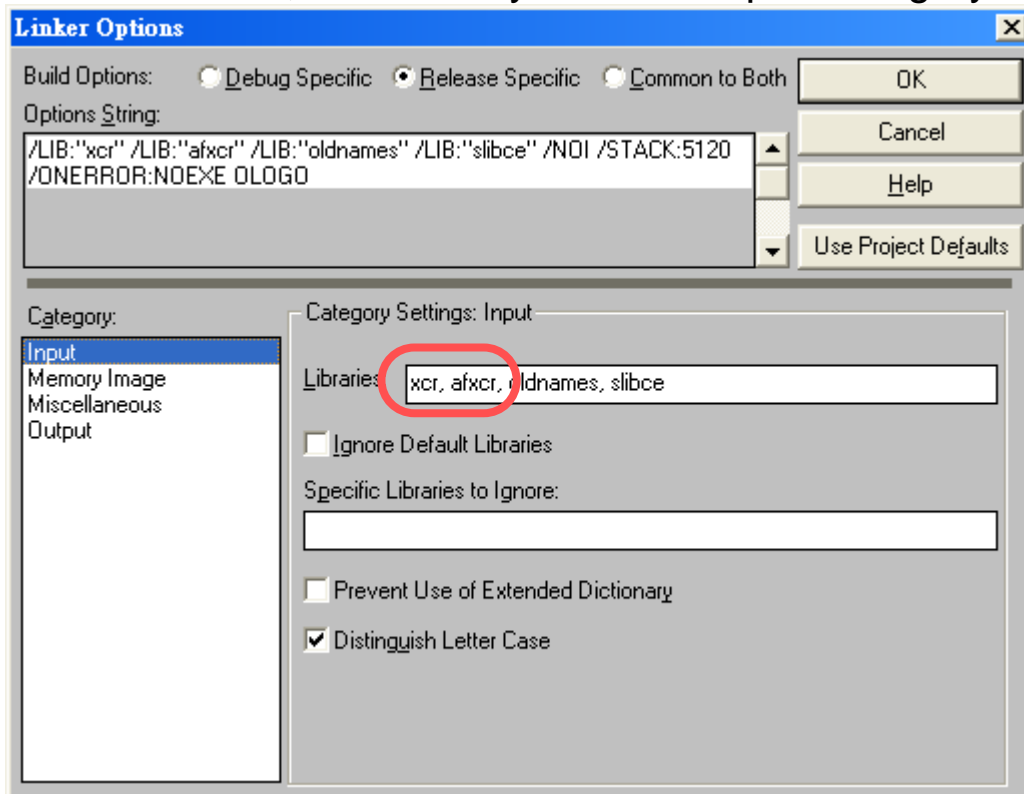 Linker Options
Build Options: Debug Specific Release Specific Common to Both
OK
Options String:
Cancel
/LIB:"xcr" /LIB:"afxcr" /LIB:"oldnames" /LIB:"slibce" /NOI /STACK:5120
/ONERROR:NOEXE OLOGO
Help
Use Project Defaults
Category:
Category Settings: Input
Input
Memory Image
Miscellaneous
Output
Libraries xcr, afxcr, oldnames, slibce
Ignore Default Libraries
Specific Libraries to Ignore:
Prevent Use of Extended Dictionary
Distinguish Letter Case